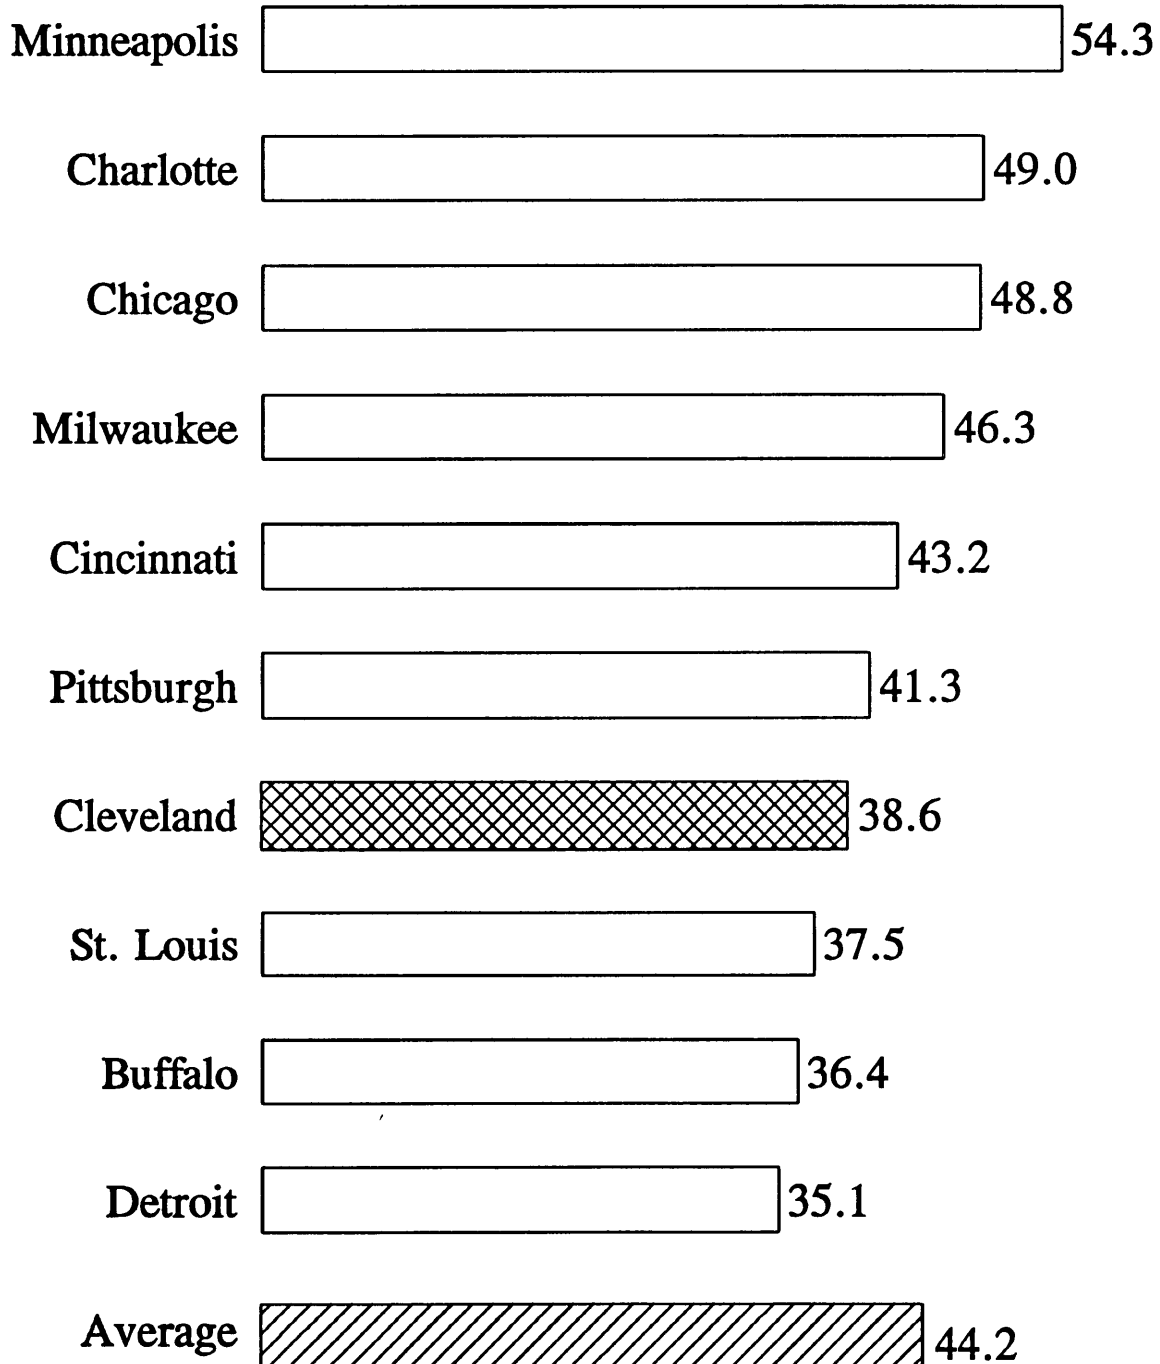 Minneapolis 54.3
Charlotte 49.0
Chicago 48.8
Milwaukee 46.3
Cincinnati 43.2
Pittsburgh 41.3
Cleveland 38.6
St. Louis 37.5
Buffalo 36.4
Detroit 35.1
Average 44.2